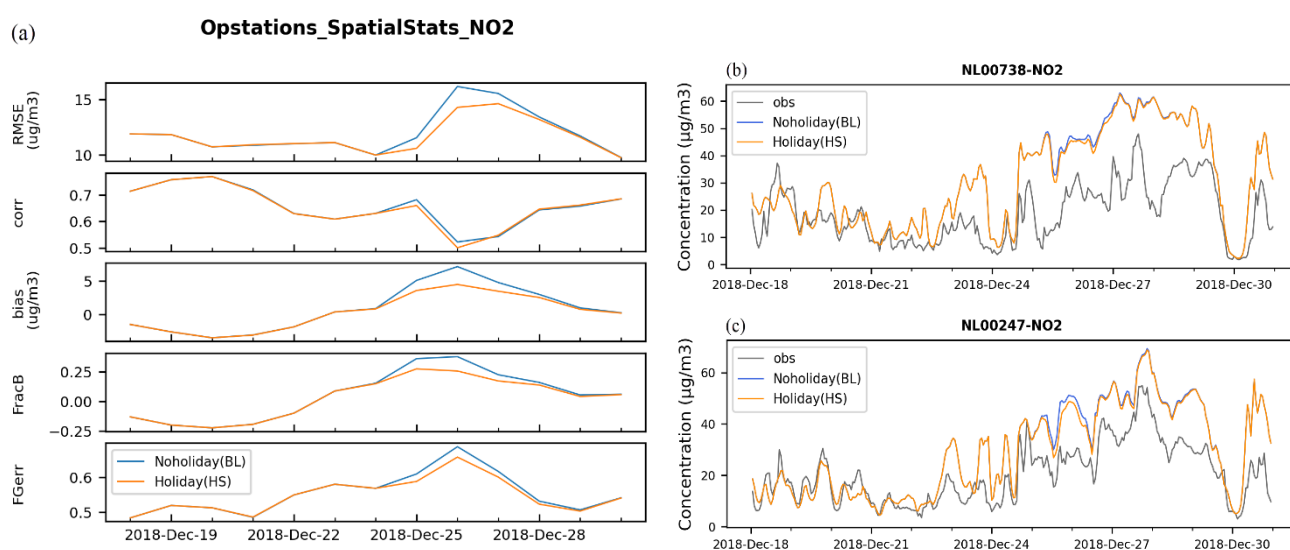 (a)
Opstations_SpatialStats_NO2
RMSE
(ug/m3)
15
10
corr
0.7
0.6
0.5
bias
(ug/m3)
5
0
FracB
0.25
0.00
−0.25
FGerr
0.6
0.5
Noholiday(BL)
Holiday(HS)
2018-Dec-19 2018-Dec-22 2018-Dec-25 2018-Dec-28
(b)
NL00738-NO2
Concentration (µg/m3)
60
50
40
30
20
10
0
obs
Noholiday(BL)
Holiday(HS)
2018-Dec-18 2018-Dec-21 2018-Dec-24 2018-Dec-27 2018-Dec-30
(c)
NL00247-NO2
Concentration (µg/m3)
60
40
20
0
obs
Noholiday(BL)
Holiday(HS)
2018-Dec-18 2018-Dec-21 2018-Dec-24 2018-Dec-27 2018-Dec-30